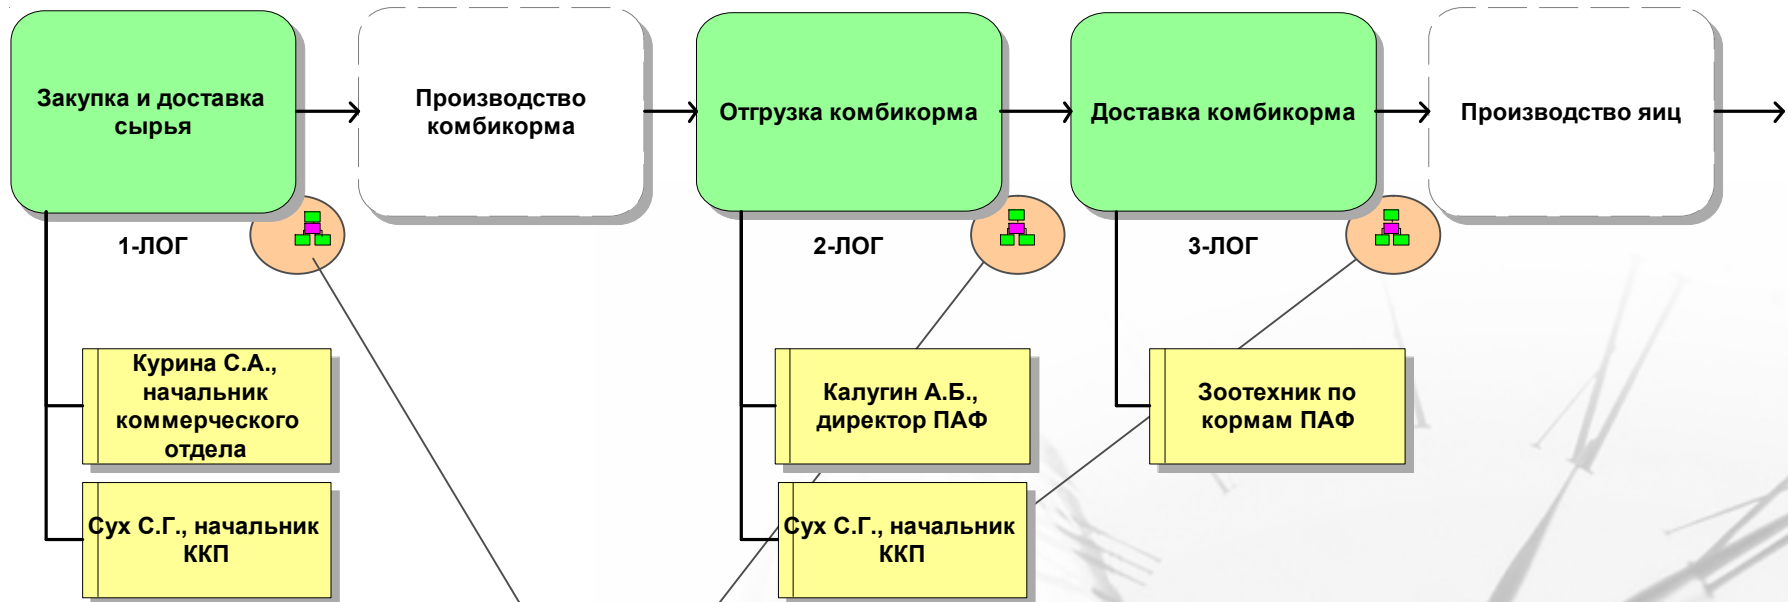 Закупка и доставка
сырья
Производство
комбикорма
Отгрузка комбикорма
Доставка комбикорма
Производство яиц
1-ЛОГ
2-ЛОГ
3-ЛОГ
Курина С.А.,
начальник
коммерческого
отдела
Калугин А.Б.,
директор ПАФ
Зоотехник по
кормам ПАФ
Сух С.Г., начальник
ККП
Сух С.Г., начальник
ККП